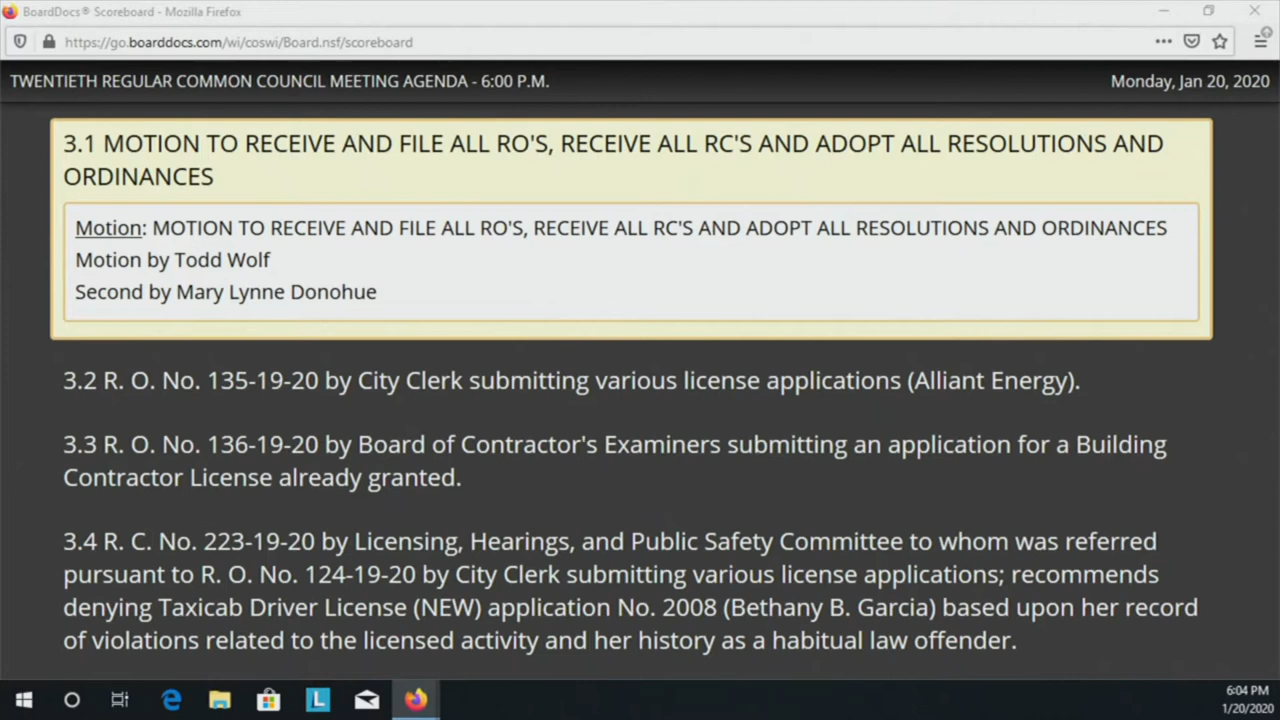 BoardDocs® Scoreboard - Mozilla Firefox
https://go.boarddocs.com/wi/coswi/Board.nsf/scoreboard
TWENTIETH REGULAR COMMON COUNCIL MEETING AGENDA - 6:00 P.M. Monday, Jan 20, 2020
3.1 MOTION TO RECEIVE AND FILE ALL RO'S, RECEIVE ALL RC'S AND ADOPT ALL RESOLUTIONS AND
ORDINANCES
Motion: MOTION TO RECEIVE AND FILE ALL RO'S, RECEIVE ALL RC'S AND ADOPT ALL RESOLUTIONS AND ORDINANCES
Motion by Todd Wolf
Second by Mary Lynne Donohue
3.2 R. O. No. 135-19-20 by City Clerk submitting various license applications (Alliant Energy).
3.3 R. O. No. 136-19-20 by Board of Contractor's Examiners submitting an application for a Building
Contractor License already granted.
3.4 R. C. No. 223-19-20 by Licensing, Hearings, and Public Safety Committee to whom was referred
pursuant to R. O. No. 124-19-20 by City Clerk submitting various license applications; recommends
denying Taxicab Driver License (NEW) application No. 2008 (Bethany B. Garcia) based upon her record
of violations related to the licensed activity and her history as a habitual law offender.
L
6:04 PM
1/20/2020